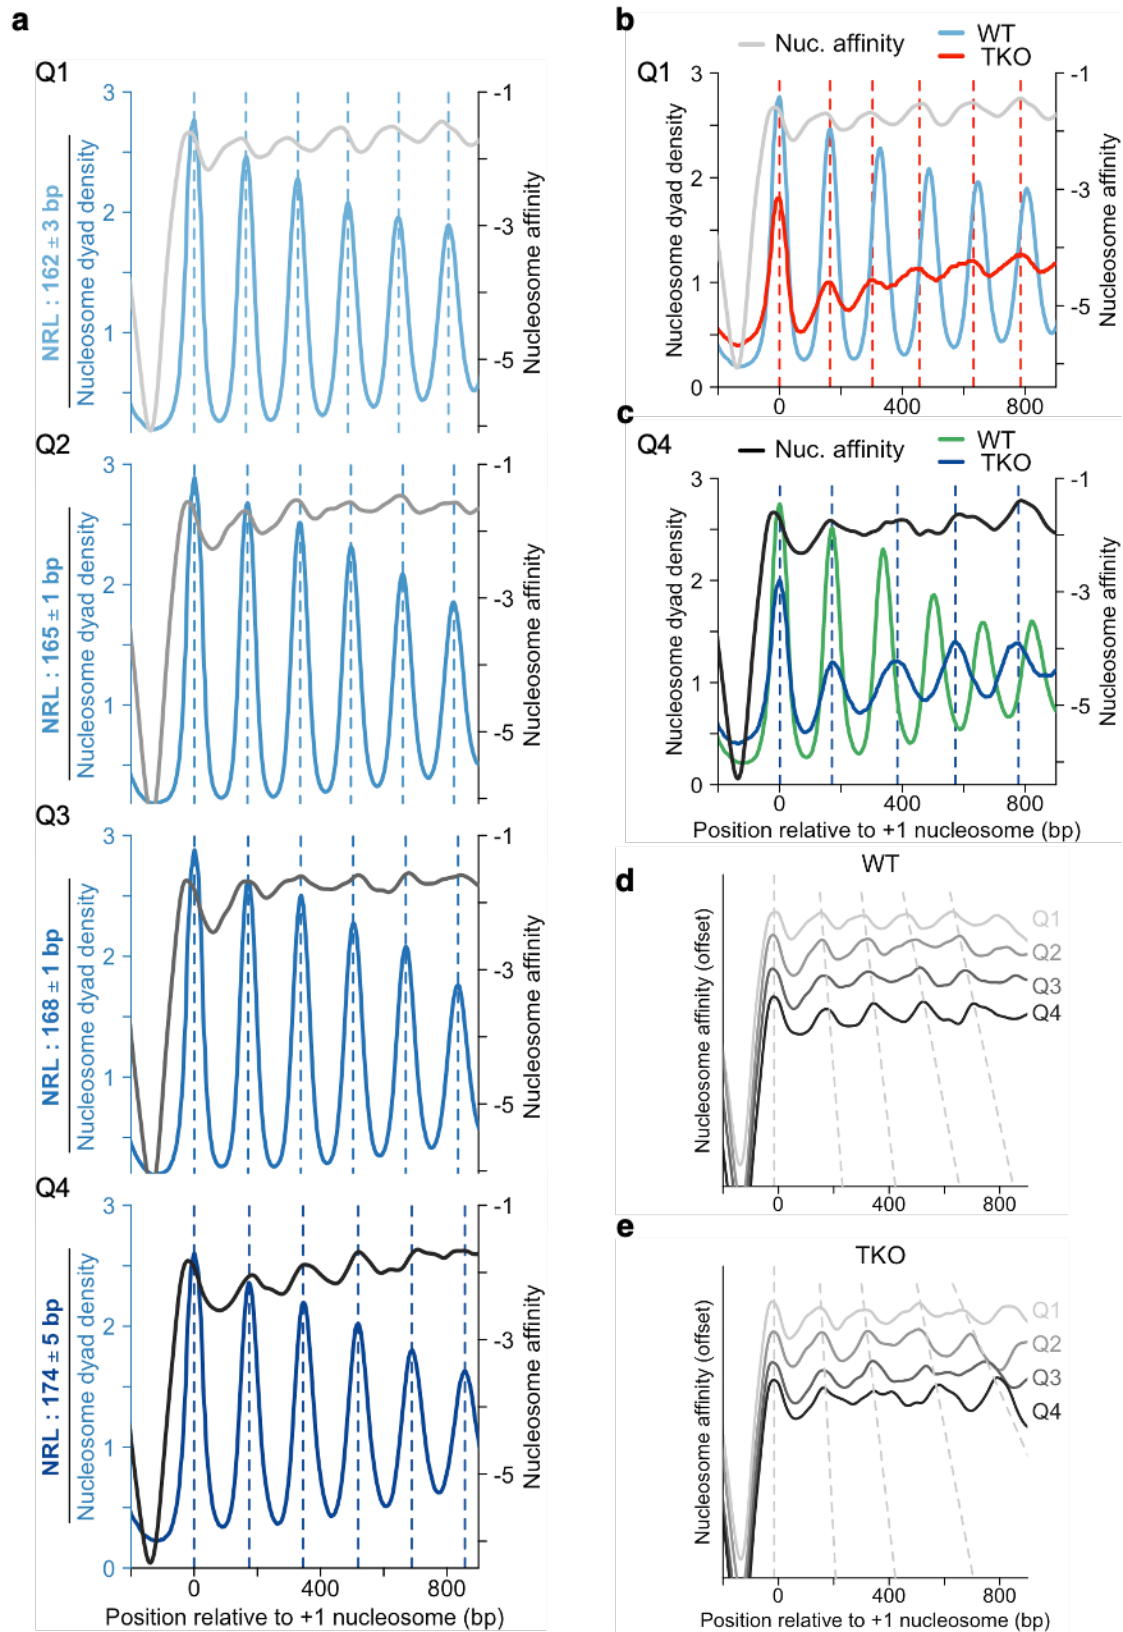 a
Q1
NRL : 162 ± 3 bp
Nucleosome dyad density
3
2
1
-1
-3
-5
Nucleosome affinity
Q2
NRL : 165 ± 1 bp
Nucleosome dyad density
3
2
1
-1
-3
-5
Nucleosome affinity
Q3
NRL : 168 ± 1 bp
Nucleosome dyad density
3
2
1
-1
-3
-5
Nucleosome affinity
Q4
NRL : 174 ± 5 bp
Nucleosome dyad density
3
2
1
0
-1
-3
-5
Nucleosome affinity
0 400 800
Position relative to +1 nucleosome (bp)
b
Nuc. affinity
WT
TKO
Q1
Nucleosome dyad density
3
2
1
0
-1
-3
-5
Nucleosome affinity
0 400 800
c
Nuc. affinity
WT
TKO
Q4
Nucleosome dyad density
3
2
1
0
-1
-3
-5
Nucleosome affinity
0 400 800
Position relative to +1 nucleosome (bp)
d
WT
Nucleosome affinity (offset)
Q1
Q2
Q3
Q4
0 400 800
e
TKO
Nucleosome affinity (offset)
Q1
Q2
Q3
Q4
0 400 800
Position relative to +1 nucleosome (bp)